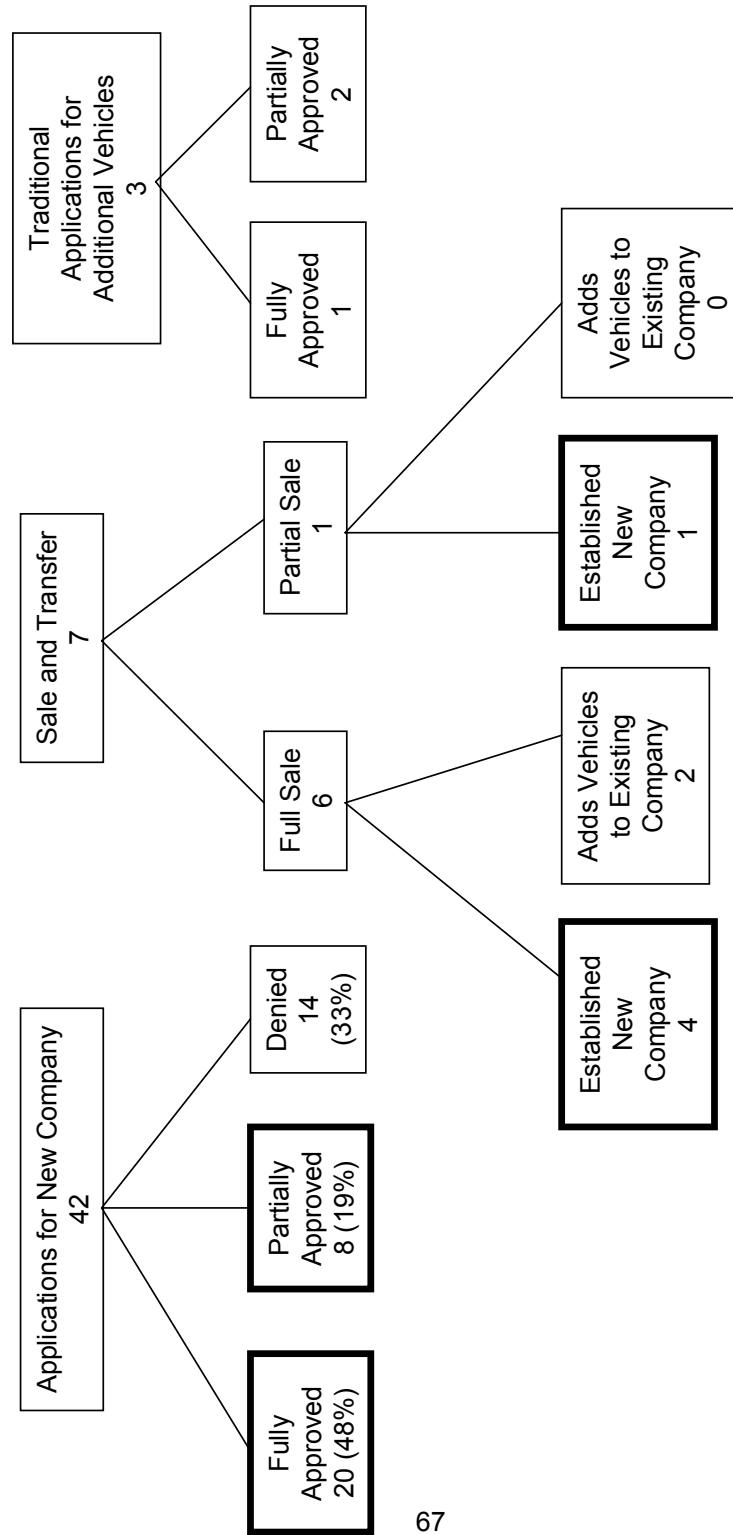 Applications for New Company
42
Fully
Approved
20 (48%)
Partially
Approved
8 (19%)
Denied
14
(33%)
Sale and Transfer
7
Full Sale
6
Partial Sale
1
Established
New
Company
4
Adds Vehicles
to Existing
Company
2
Established
New
Company
1
Adds
Vehicles to
Existing
Company
0
Traditional
Applications for
Additional Vehicles
3
Fully
Approved
1
Partially
Approved
2
67